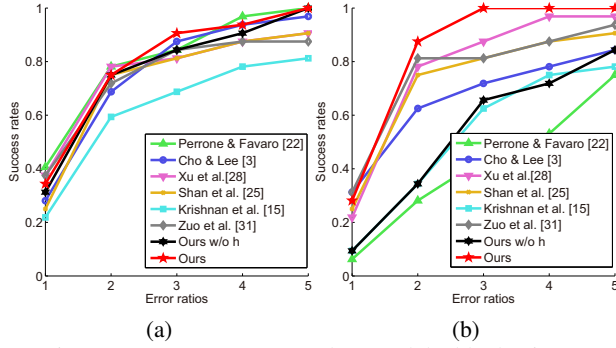 1
0.8
0.6
0.4
0.2
0
Success rates
1 2 3 4 5
Error ratios
Perrone & Favaro [22]
Cho & Lee [3]
Xu et al.[28]
Shan et al. [25]
Krishnan et al. [15]
Zuo et al. [31]
Ours w/o h
Ours
(a)
1
0.8
0.6
0.4
0.2
0
Success rates
1 2 3 4 5
Error ratios
Perrone & Favaro [22]
Cho & Lee [3]
Xu et al.[28]
Shan et al. [25]
Krishnan et al. [15]
Zuo et al. [31]
Ours w/o h
Ours
(b)